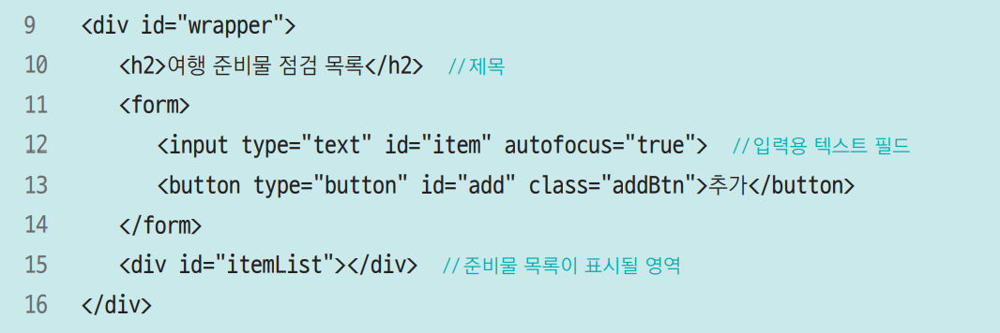 9 <div id="wrapper">
10 <h2>여행 준비물 점검 목록</h2> //제목
11 <form>
12 <input type="text" id="item" autofocus="true"> //입력용 텍스트 필드
13 <button type="button" id="add" class="addBtn">추가</button>
14 </form>
15 <div id="itemList"></div> //준비물 목록이 표시될 영역
16 </div>